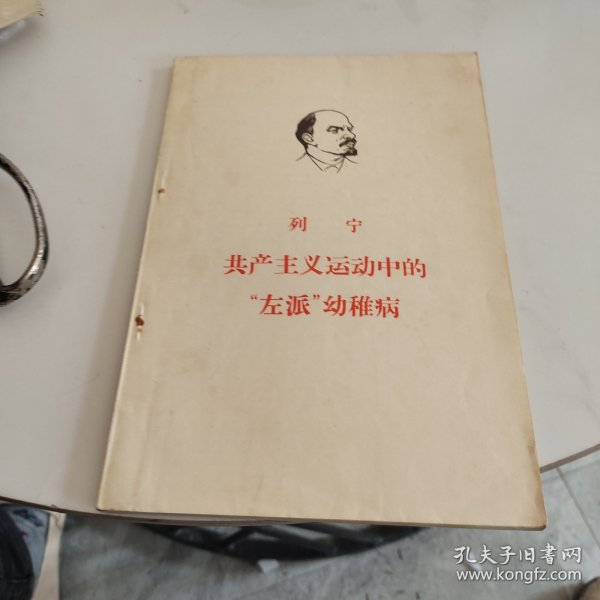 列 宁
共产主义运动中的
“左派”幼稚病
孔夫子旧书网
www.kongfz.com